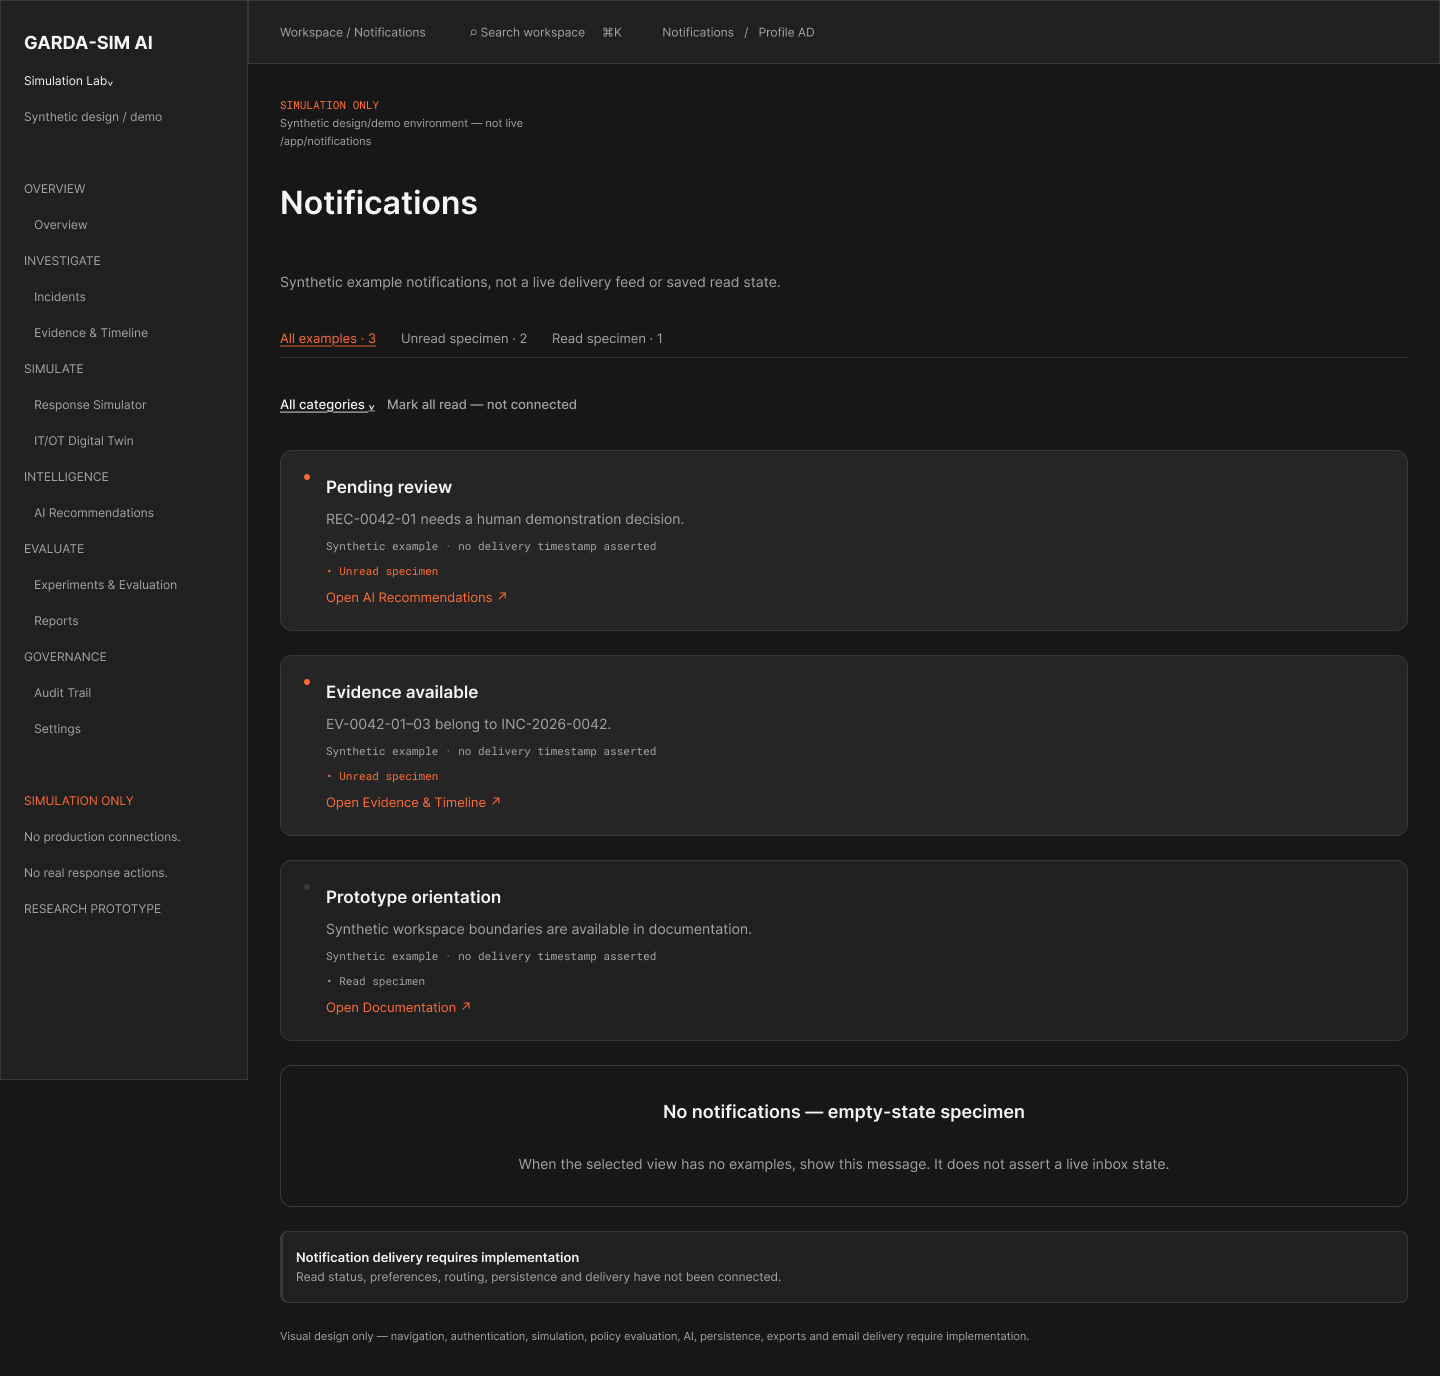 GARDA-SIM AI
Simulation Lab˅
Synthetic design / demo
OVERVIEW
Overview
INVESTIGATE
Incidents
Evidence & Timeline
SIMULATE
Response Simulator
IT/OT Digital Twin
INTELLIGENCE
AI Recommendations
EVALUATE
Experiments & Evaluation
Reports
GOVERNANCE
Audit Trail
Settings
SIMULATION ONLY
No production connections.
No real response actions.
RESEARCH PROTOTYPE
Workspace / Notifications ⌕ Search workspace ⌘K Notifications / Profile AD
SIMULATION ONLY
Synthetic design/demo environment — not live
/app/notifications
Notifications
Synthetic example notifications, not a live delivery feed or saved read state.
All examples · 3 Unread specimen · 2 Read specimen · 1
All categories ˅ Mark all read — not connected
Pending review
REC-0042-01 needs a human demonstration decision.
Synthetic example · no delivery timestamp asserted
• Unread specimen
Open AI Recommendations ↗
Evidence available
EV-0042-01–03 belong to INC-2026-0042.
Synthetic example · no delivery timestamp asserted
• Unread specimen
Open Evidence & Timeline ↗
Prototype orientation
Synthetic workspace boundaries are available in documentation.
Synthetic example · no delivery timestamp asserted
• Read specimen
Open Documentation ↗
No notifications — empty-state specimen
When the selected view has no examples, show this message. It does not assert a live inbox state.
Notification delivery requires implementation
Read status, preferences, routing, persistence and delivery have not been connected.
Visual design only — navigation, authentication, simulation, policy evaluation, AI, persistence, exports and email delivery require implementation.